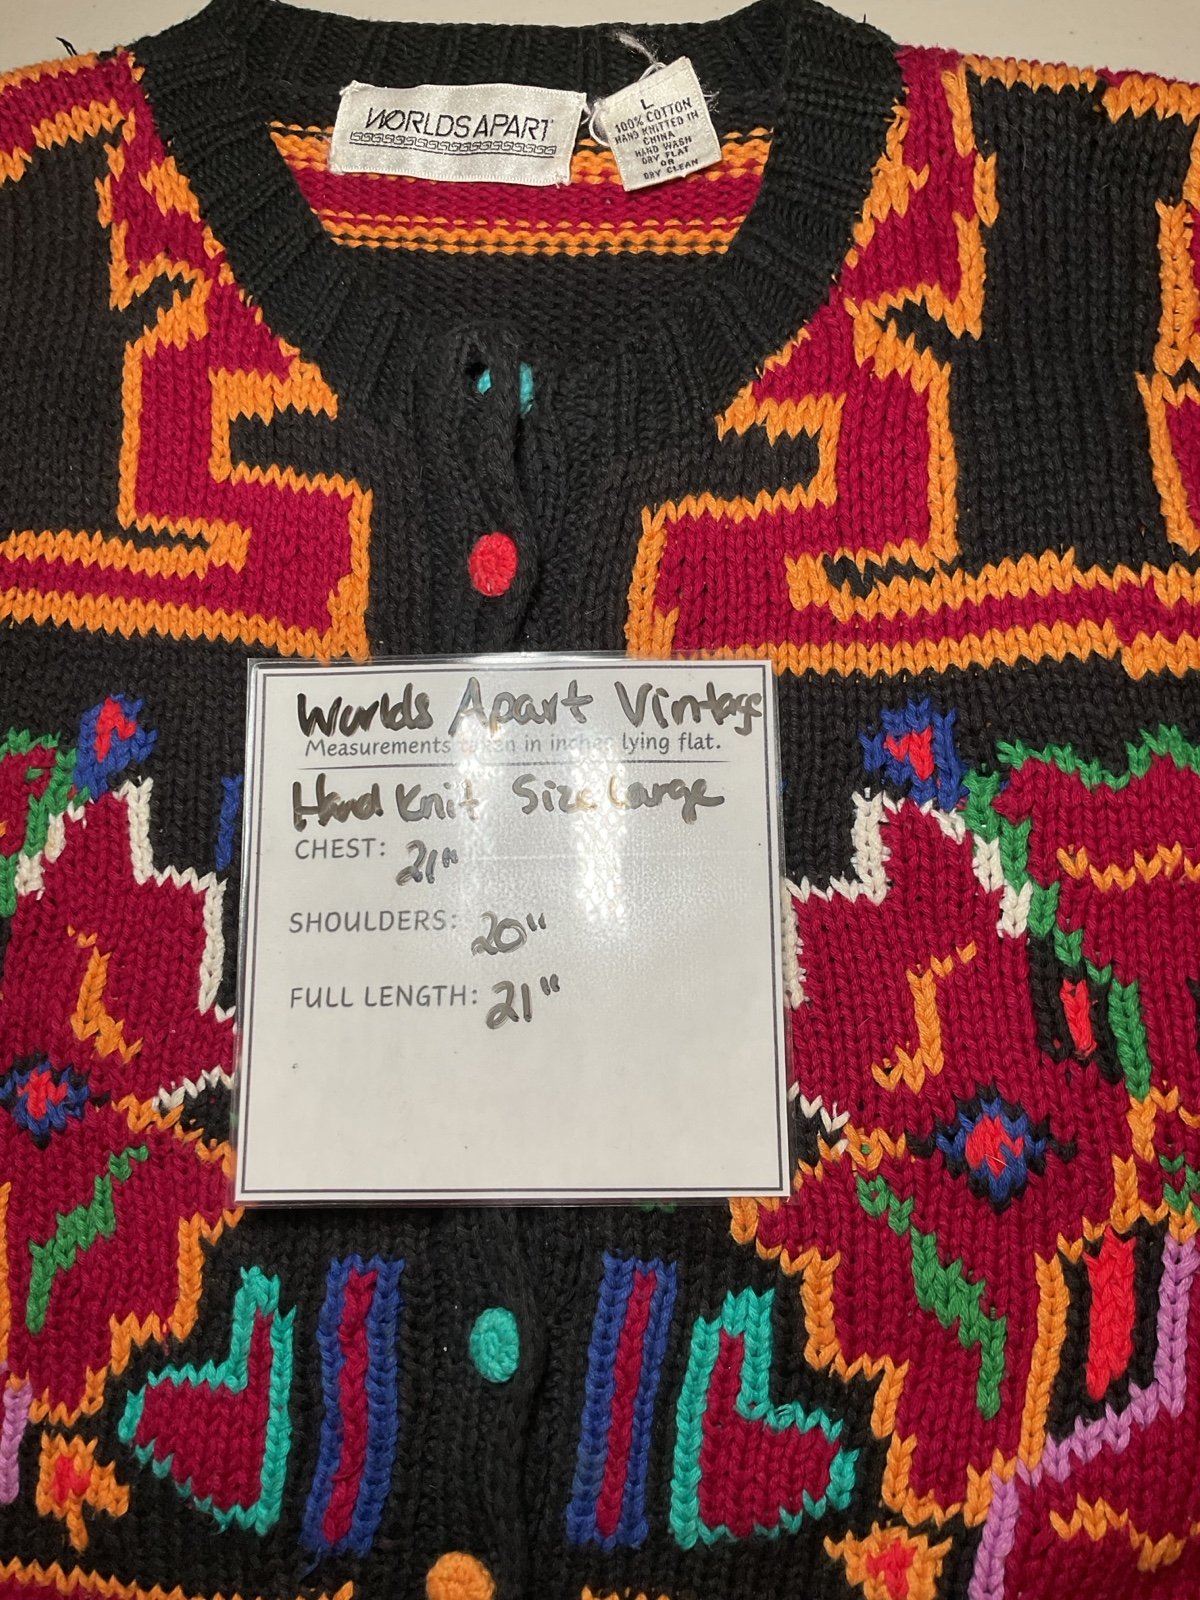 WORLDS APART
L
100% COTTON
HAND KNITTED IN
CHINA
HAND WASH
DRY FLAT
OR
DRY CLEAN
Worlds Apart Vintage
Measurements taken in inches lying flat.
Hand Knit Size Large
CHEST: 21"
SHOULDERS: 20"
FULL LENGTH: 21"